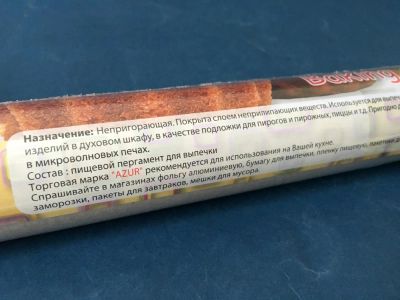 Baking
Назначение: Непригорающая. Покрыта слоем неприлипающих веществ. Используется для выпечки
изделий в духовом шкафу, в качестве подложки для пирогов и пирожных, пиццы и т.д. Пригодно
в микроволновых печах.
Состав : пищевой пергамент для выпечки
Торговая марка "AZUR" рекомендуется для использования на Вашей кухне.
Спрашивайте в магазинах фольгу алюминиевую, бумагу для выпечки, пленку пищевую, пакетики для
заморозки, пакеты для завтраков, мешки для мусора.